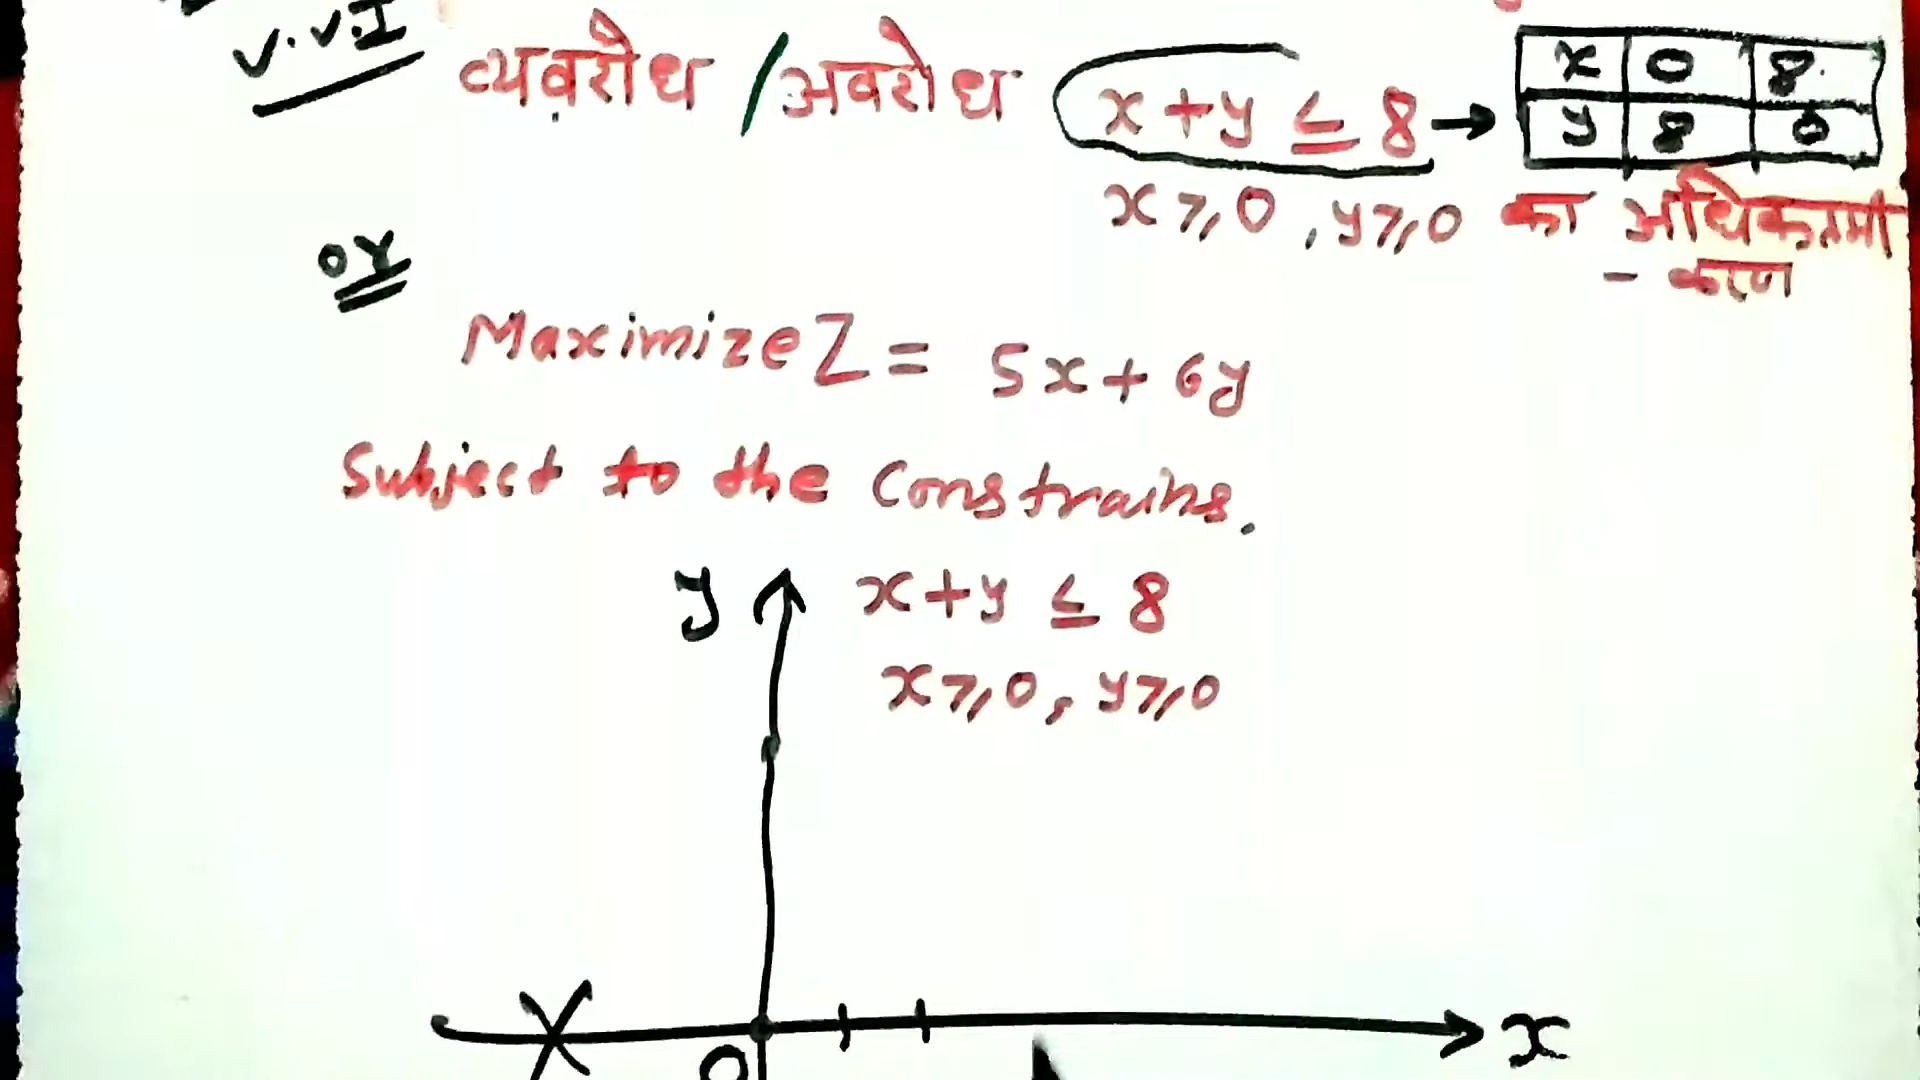 V.V.I
व्यवरोध / अवरोध x + y ≤ 8 →
x 0 8
y 8 0
x ≥ 0 , y ≥ 0 का अधिकतमी
- करण
or
Maximize Z = 5x + 6y
Subject to the Constrains.
y x + y ≤ 8
x ≥ 0 , y ≥ 0
x
O